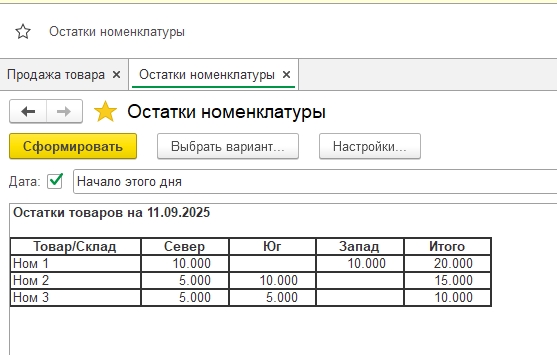 Остатки номенклатуры
Продажа товара × Остатки номенклатуры ×
Остатки номенклатуры
Сформировать Выбрать вариант... Настройки...
Дата: Начало этого дня
Остатки товаров на 11.09.2025
Товар/Склад Север Юг Запад Итого
Ном 1 10.000 10.000 20.000
Ном 2 5.000 10.000 15.000
Ном 3 5.000 5.000 10.000